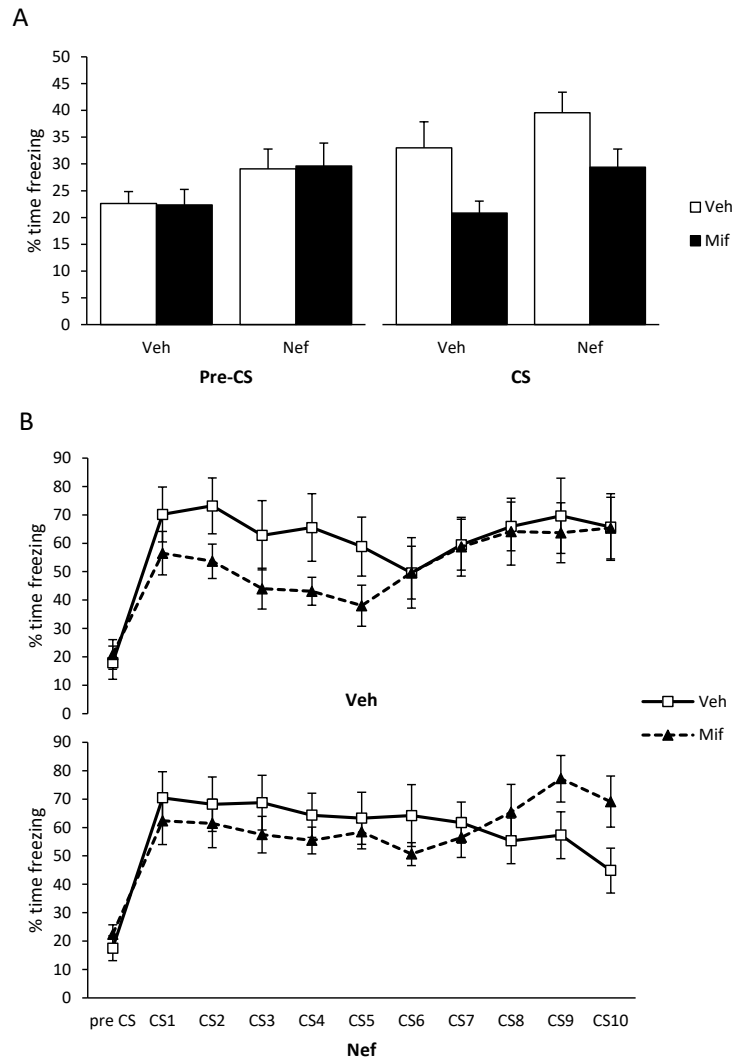 A
50
45
40
35
30
25
20
15
10
5
0
% time freezing
Veh
Nef
Veh
Nef
Pre-CS
CS
Veh
Mif
B
90
80
70
60
50
40
30
20
10
0
% time freezing
Veh
Veh
Mif
90
80
70
60
50
40
30
20
10
0
% time freezing
pre CS CS1 CS2 CS3 CS4 CS5 CS6 CS7 CS8 CS9 CS10
Nef